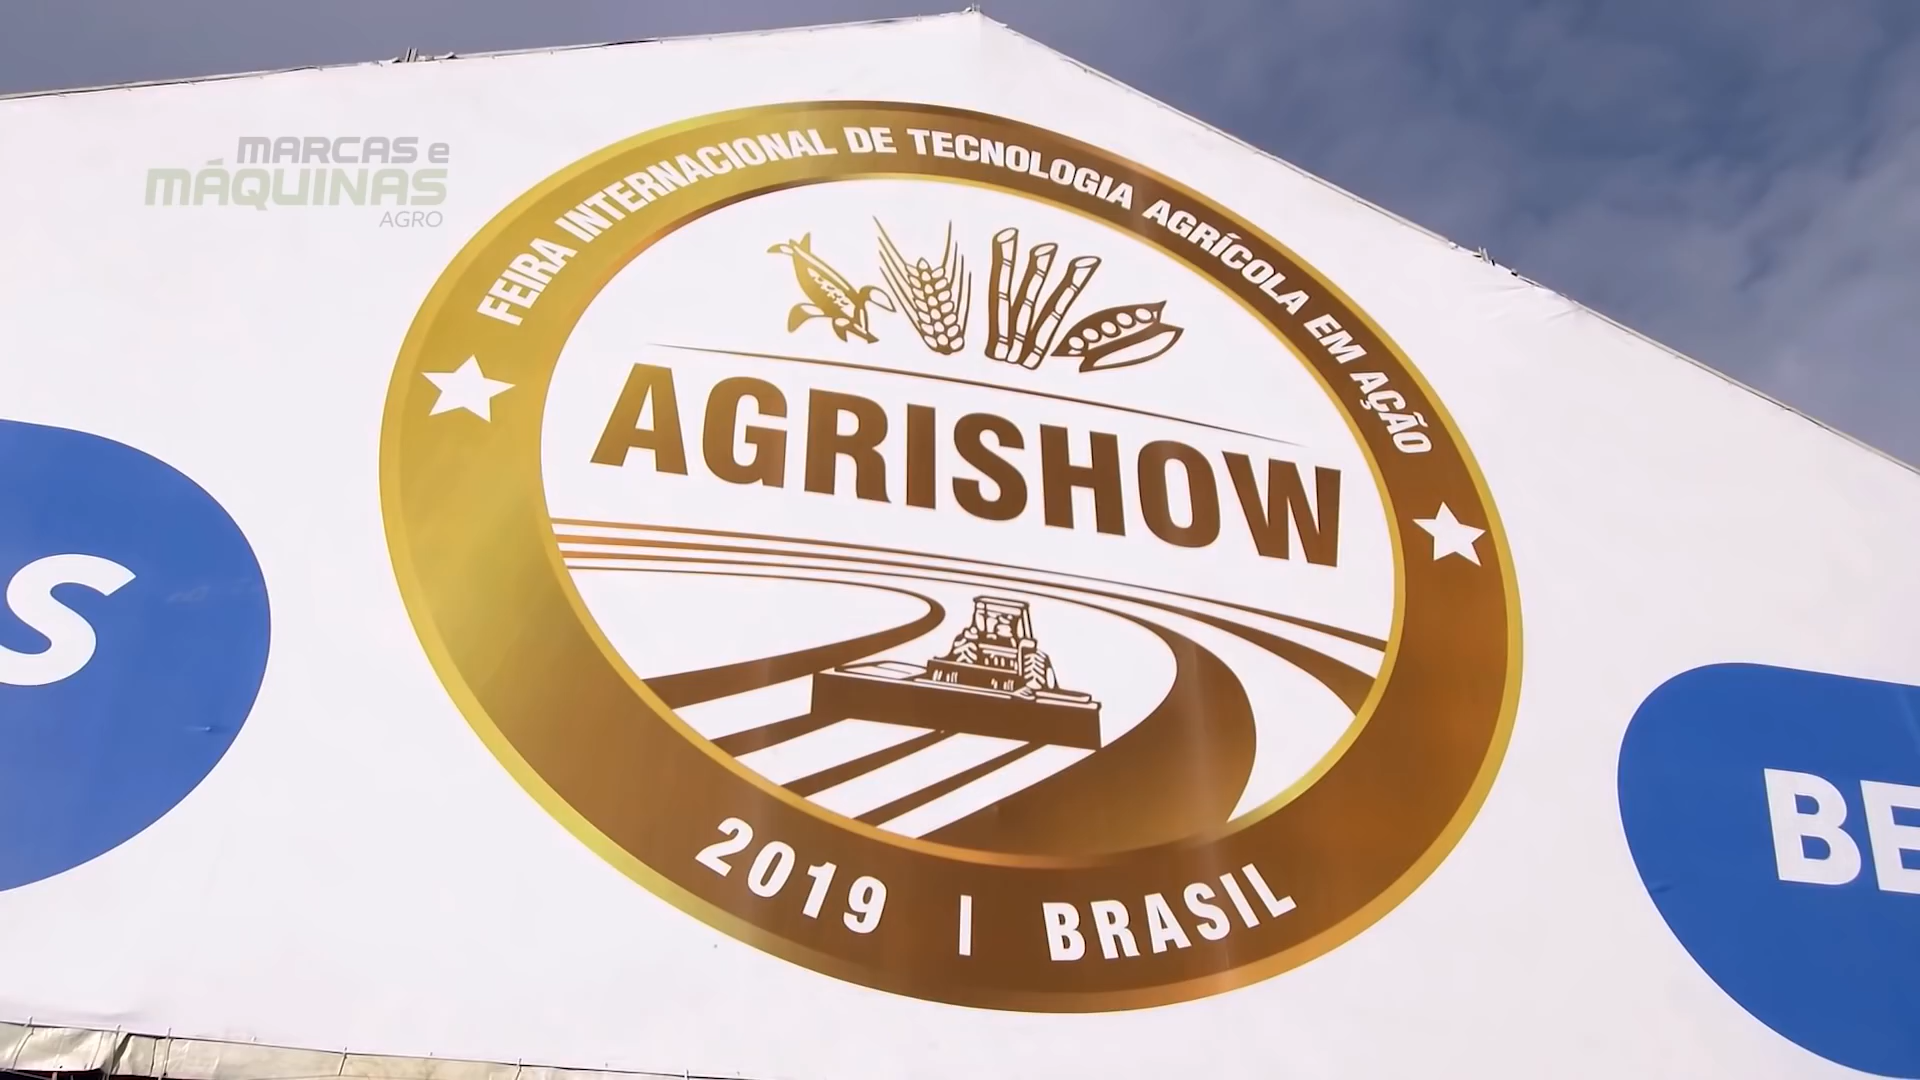 MARCAS e
MÁQUINAS
AGRO
FEIRA INTERNACIONAL DE TECNOLOGIA AGRÍCOLA EM AÇÃO
AGRISHOW
2019 | BRASIL
S
BE